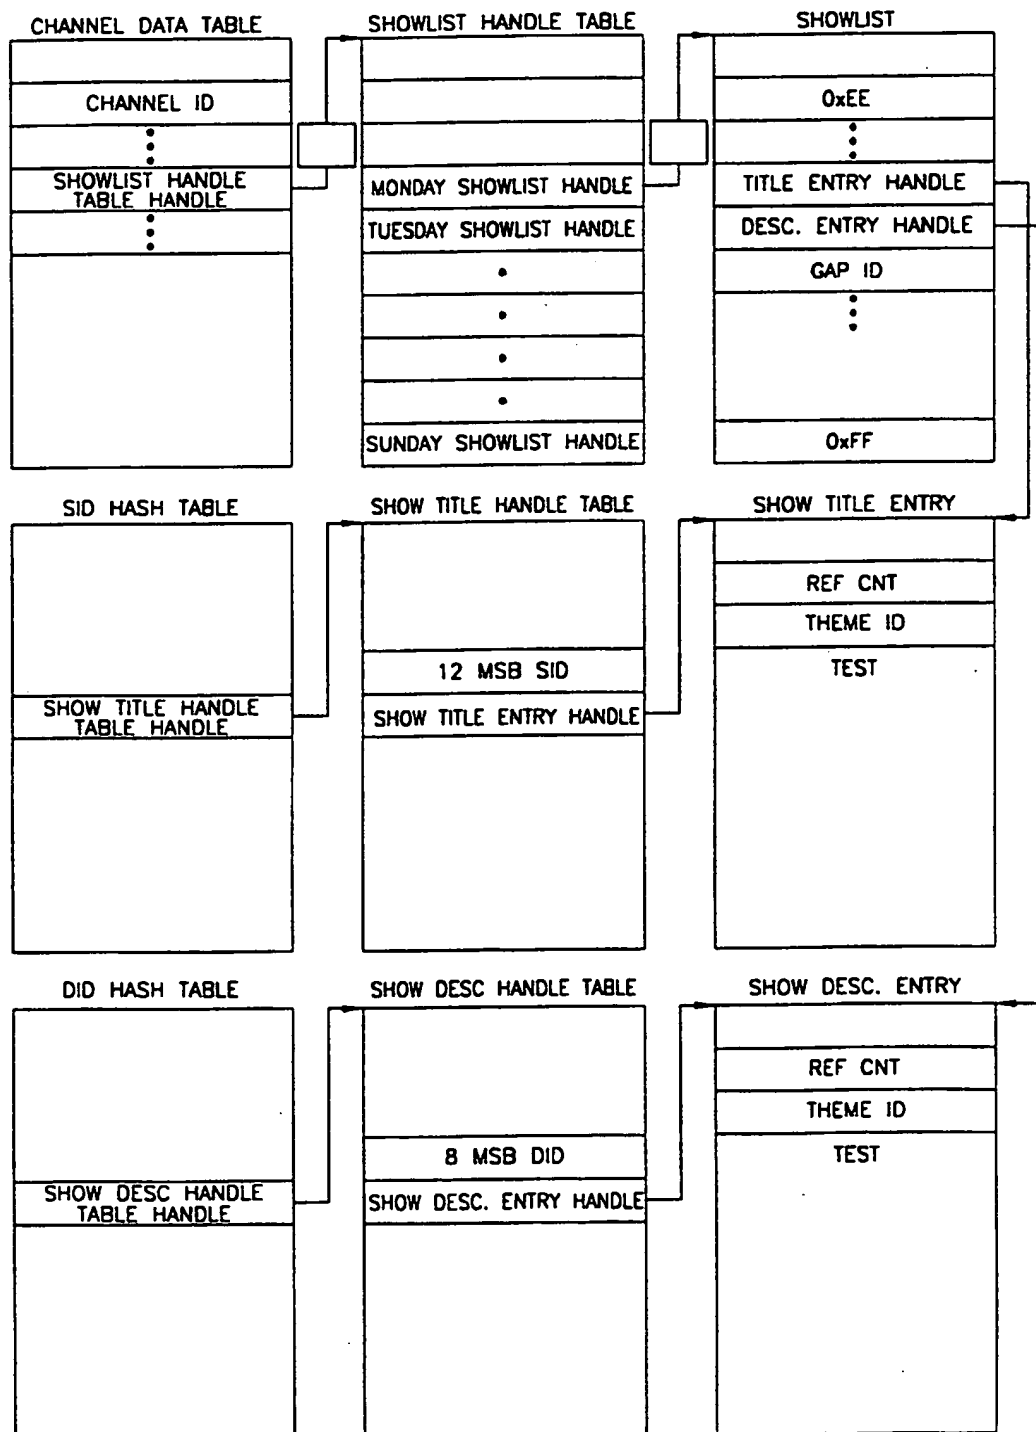 CHANNEL DATA TABLE
CHANNEL ID
SHOWLIST HANDLE
TABLE HANDLE
SHOWLIST HANDLE TABLE
MONDAY SHOWLIST HANDLE
TUESDAY SHOWLIST HANDLE
SUNDAY SHOWLIST HANDLE
SHOWLIST
0xEE
TITLE ENTRY HANDLE
DESC. ENTRY HANDLE
GAP ID
0xFF
SID HASH TABLE
SHOW TITLE HANDLE
TABLE HANDLE
SHOW TITLE HANDLE TABLE
12 MSB SID
SHOW TITLE ENTRY HANDLE
SHOW TITLE ENTRY
REF CNT
THEME ID
TEST
DID HASH TABLE
SHOW DESC HANDLE
TABLE HANDLE
SHOW DESC HANDLE TABLE
8 MSB DID
SHOW DESC. ENTRY HANDLE
SHOW DESC. ENTRY
REF CNT
THEME ID
TEST